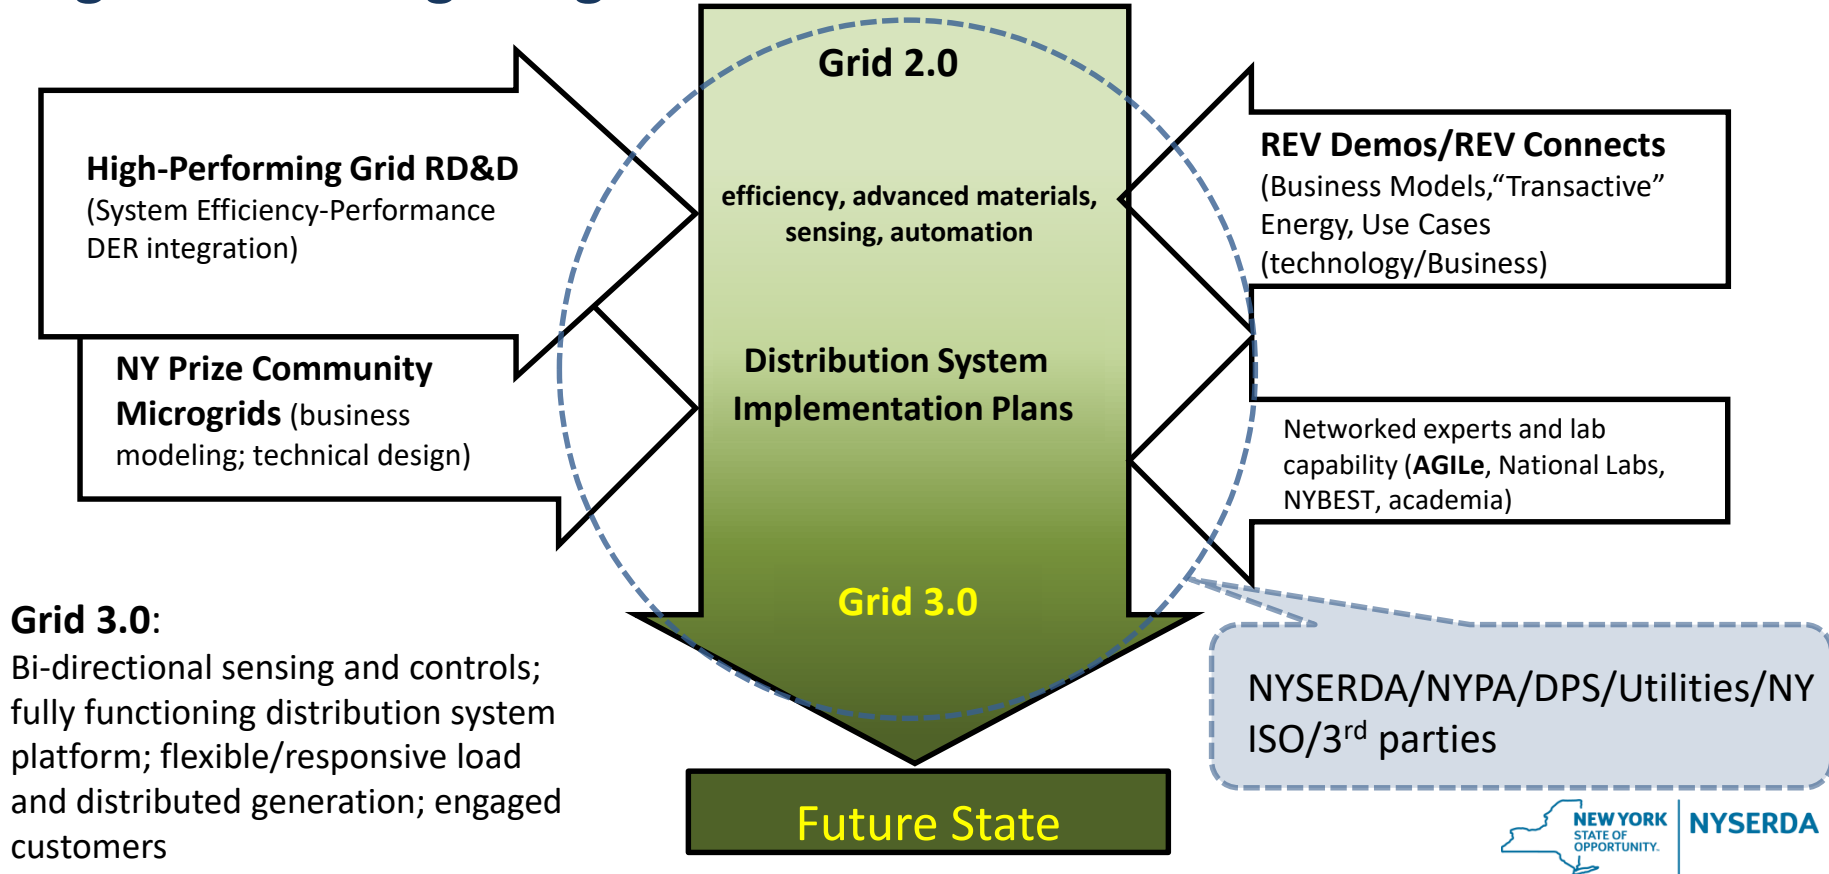 Grid 2.0
efficiency, advanced materials,
sensing, automation
Distribution System
Implementation Plans
Grid 3.0
Future State
High-Performing Grid RD&D
(System Efficiency-Performance
DER integration)
NY Prize Community
Microgrids (business
modeling; technical design)
REV Demos/REV Connects
(Business Models,“Transactive”
Energy, Use Cases
(technology/Business)
Networked experts and lab
capability (AGILe, National Labs,
NYBEST, academia)
Grid 3.0:
Bi-directional sensing and controls;
fully functioning distribution system
platform; flexible/responsive load
and distributed generation; engaged
customers
NYSERDA/NYPA/DPS/Utilities/NY
ISO/3rd parties
NEW YORK
STATE OF
OPPORTUNITY.
NYSERDA